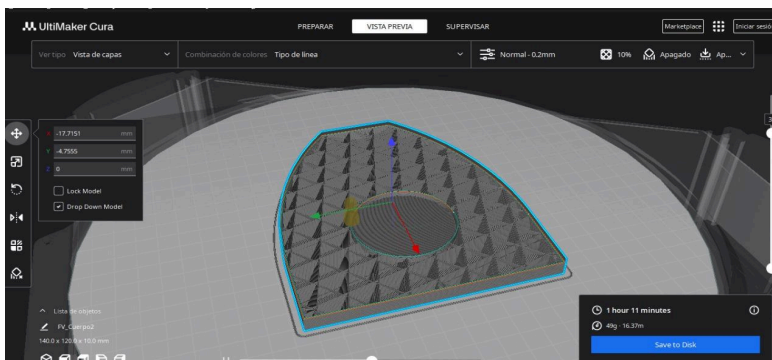 UltiMaker Cura
PREPARAR
VISTA PREVIA
SUPERVISAR
Marketplace
Iniciar sesió
Ver tipo Vista de capas
Combinación de colores Tipo de línea
Normal - 0.2mm
10%
Apagado
Ap...
X -17.7151 mm
Y -4.7555 mm
Z 0 mm
Lock Model
Drop Down Model
Lista de objetos
FV_Cuerpo2
140.0 x 120.0 x 10.0 mm
1 hour 11 minutes
49g · 16.37m
Save to Disk